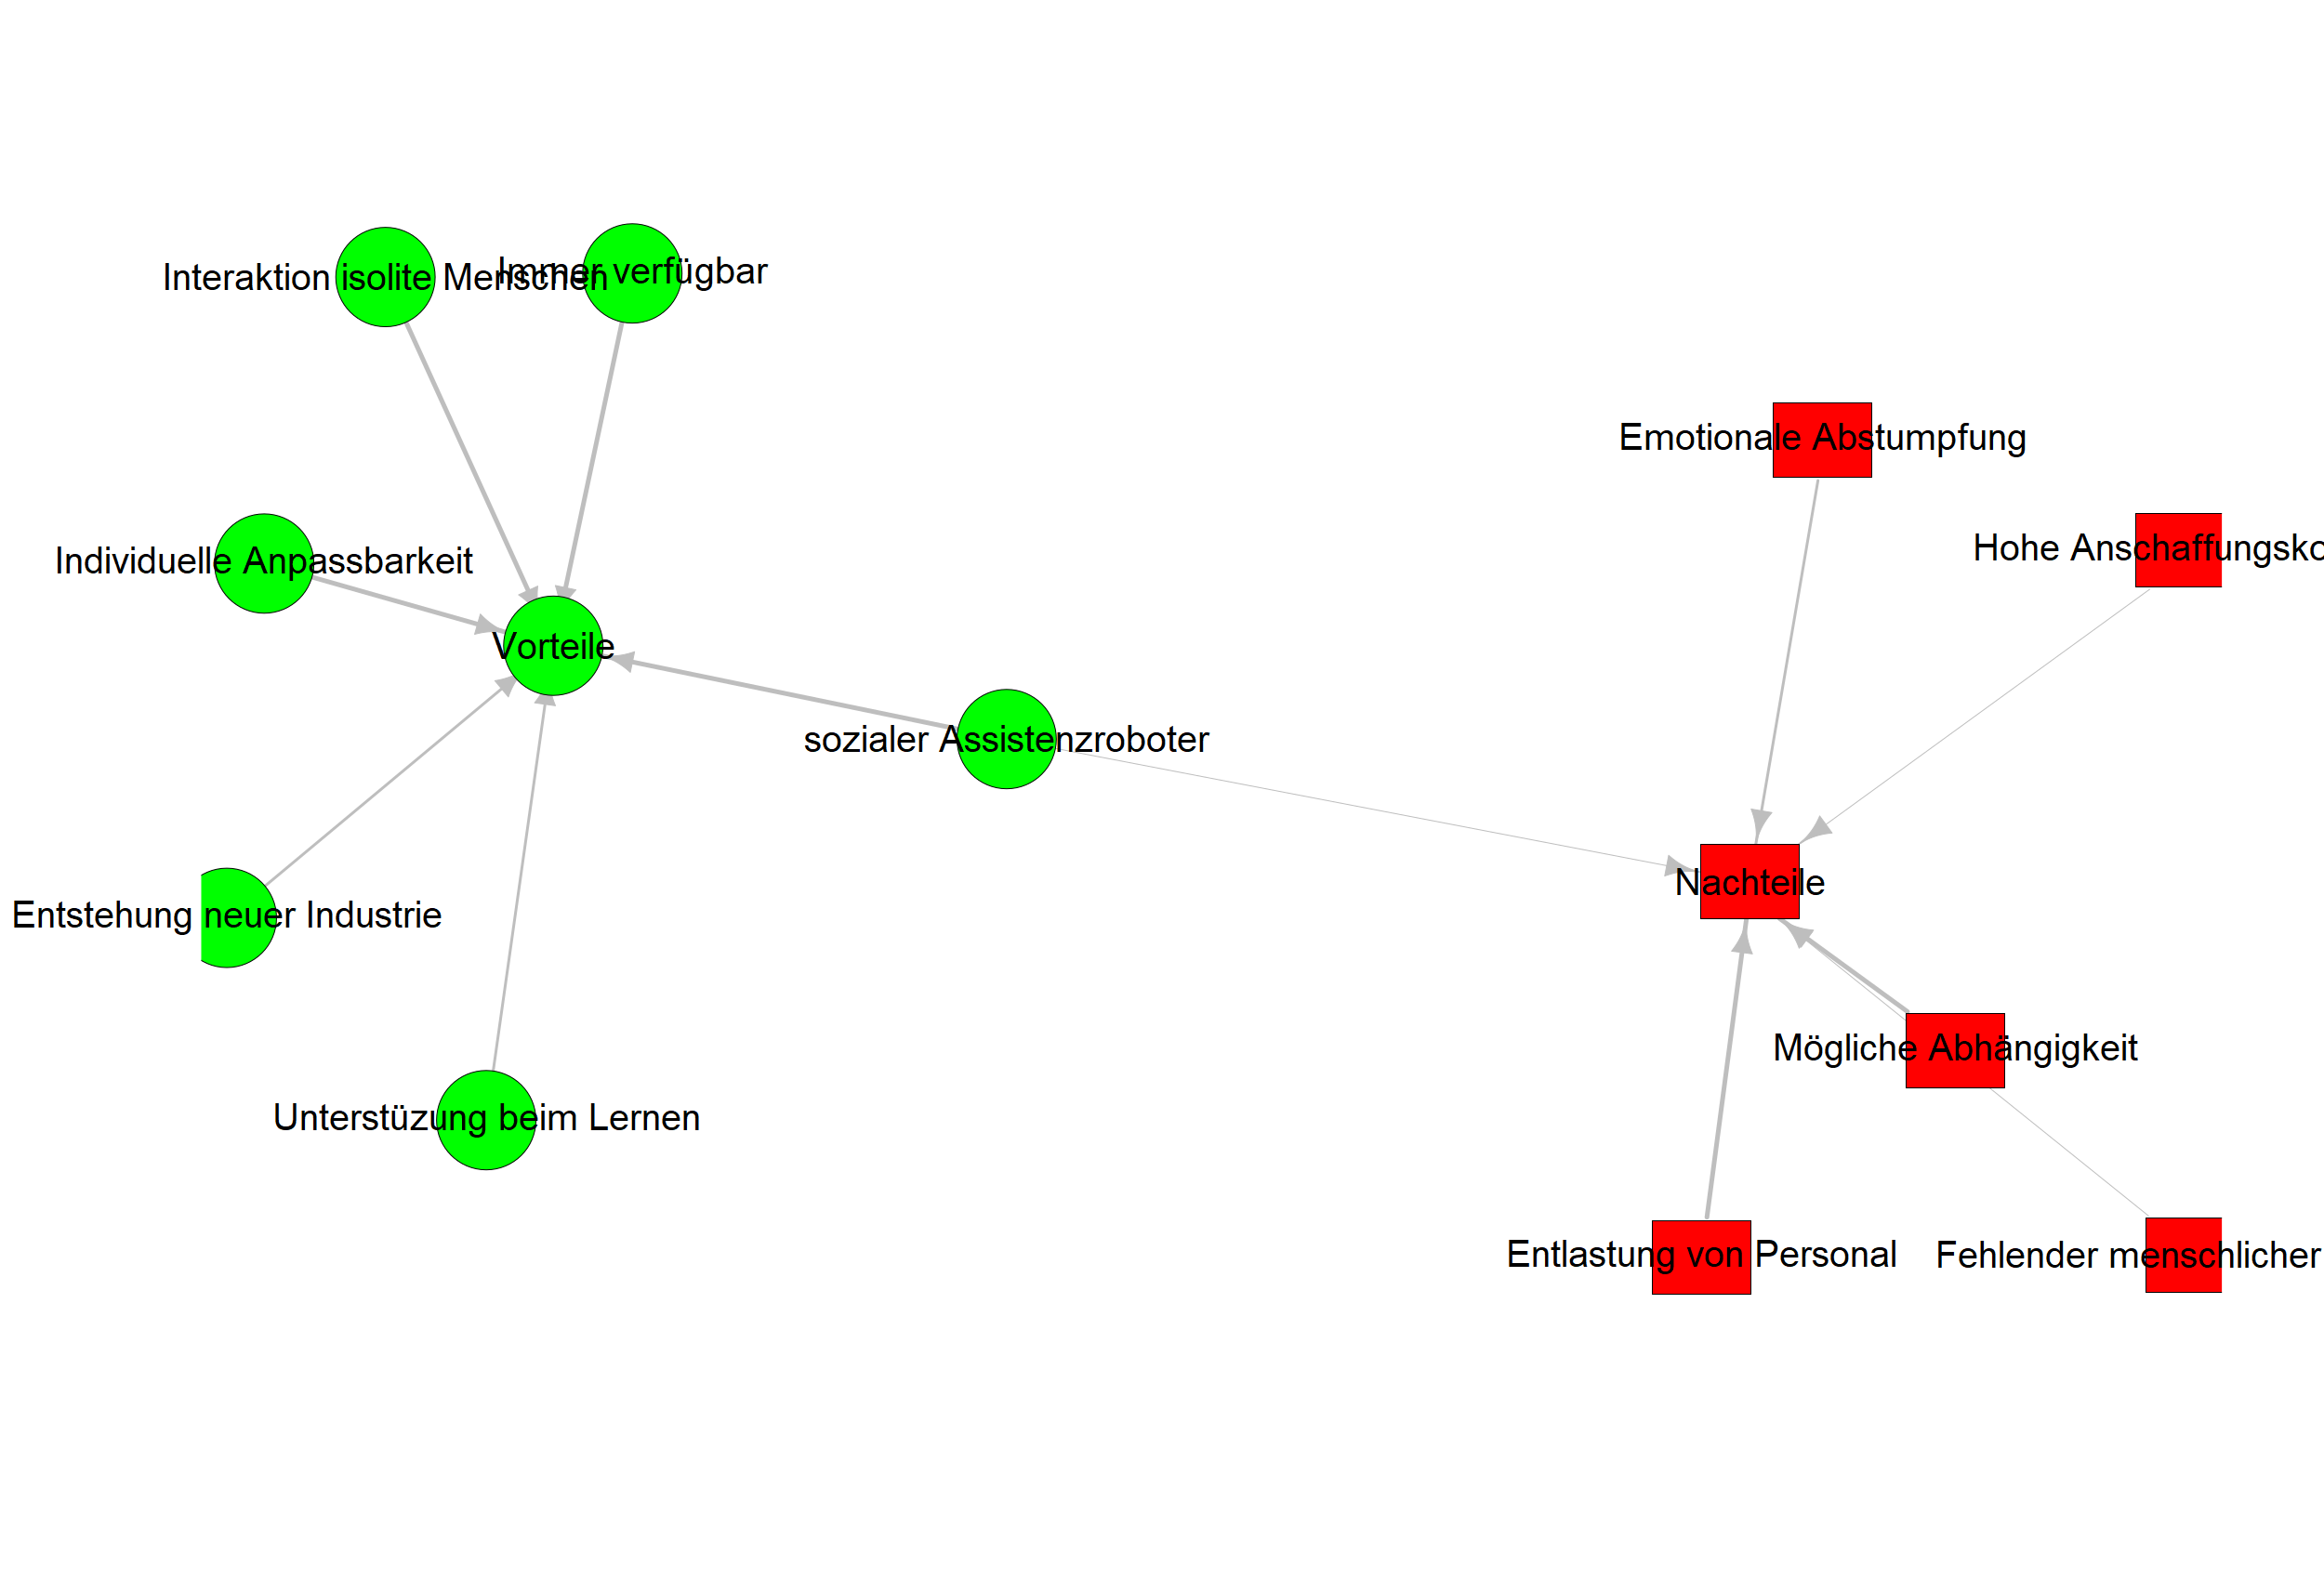 Interaktion isolite Menschen
Immer verfügbar
Emotionale Abstumpfung
Hohe Anschaffungsko
Individuelle Anpassbarkeit
Vorteile
sozialer Assistenzroboter
Nachteile
Entstehung neuer Industrie
Mögliche Abhängigkeit
Unterstüzung beim Lernen
Entlastung von Personal
Fehlender menschlicher